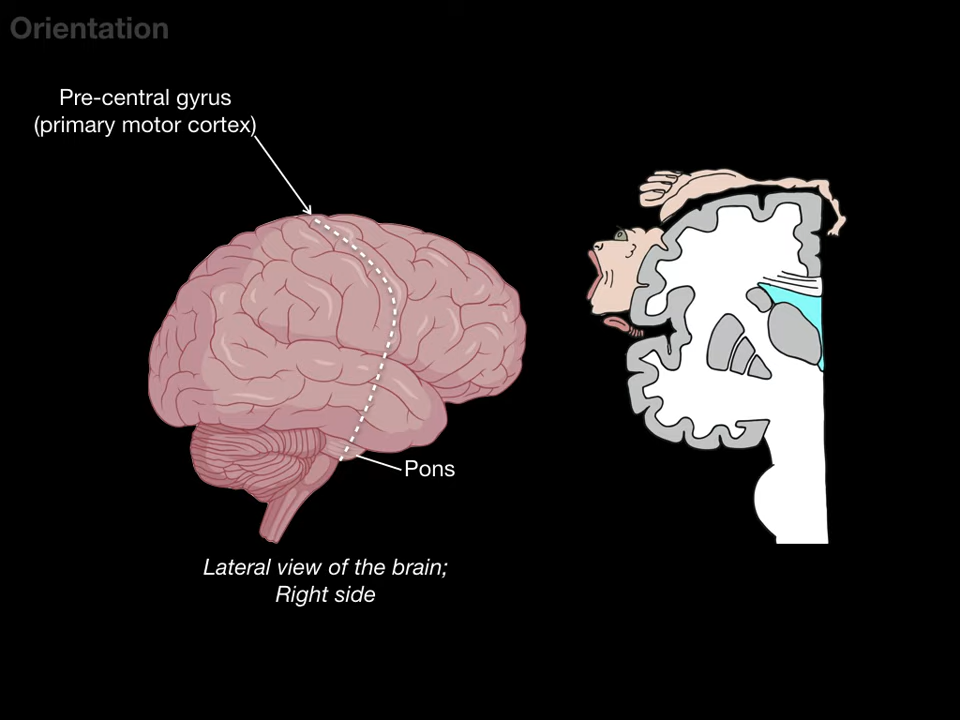 Orientation
Pre-central gyrus
(primary motor cortex)
Pons
Lateral view of the brain;
Right side